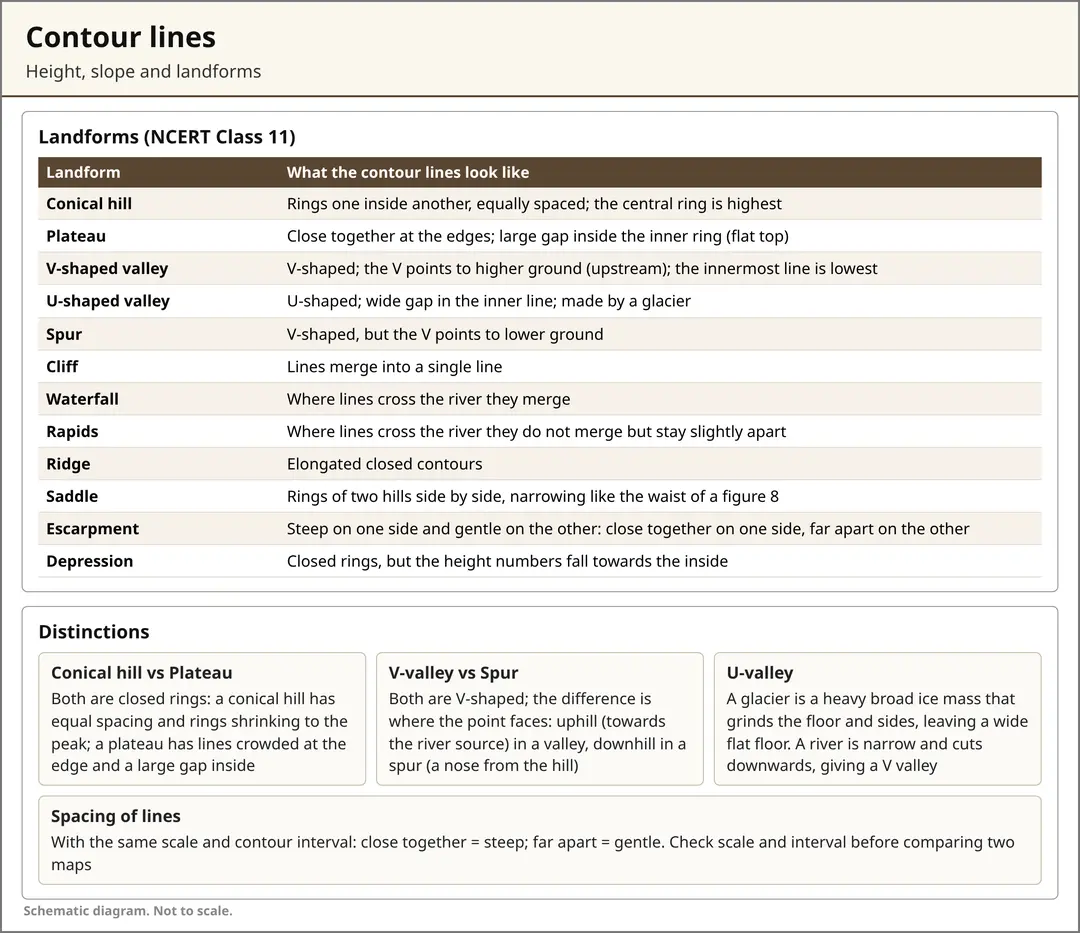 Contour lines
Height, slope and landforms
Landforms (NCERT Class 11)
Landform What the contour lines look like
Conical hill Rings one inside another, equally spaced; the central ring is highest
Plateau Close together at the edges; large gap inside the inner ring (flat top)
V-shaped valley V-shaped; the V points to higher ground (upstream); the innermost line is lowest
U-shaped valley U-shaped; wide gap in the inner line; made by a glacier
Spur V-shaped, but the V points to lower ground
Cliff Lines merge into a single line
Waterfall Where lines cross the river they merge
Rapids Where lines cross the river they do not merge but stay slightly apart
Ridge Elongated closed contours
Saddle Rings of two hills side by side, narrowing like the waist of a figure 8
Escarpment Steep on one side and gentle on the other: close together on one side, far apart on the other
Depression Closed rings, but the height numbers fall towards the inside
Distinctions
Conical hill vs Plateau
Both are closed rings: a conical hill has
equal spacing and rings shrinking to the
peak; a plateau has lines crowded at the
edge and a large gap inside
V-valley vs Spur
Both are V-shaped; the difference is
where the point faces: uphill (towards
the river source) in a valley, downhill in a
spur (a nose from the hill)
U-valley
A glacier is a heavy broad ice mass that
grinds the floor and sides, leaving a wide
flat floor. A river is narrow and cuts
downwards, giving a V valley
Spacing of lines
With the same scale and contour interval: close together = steep; far apart = gentle. Check scale and interval before comparing two
maps
Schematic diagram. Not to scale.